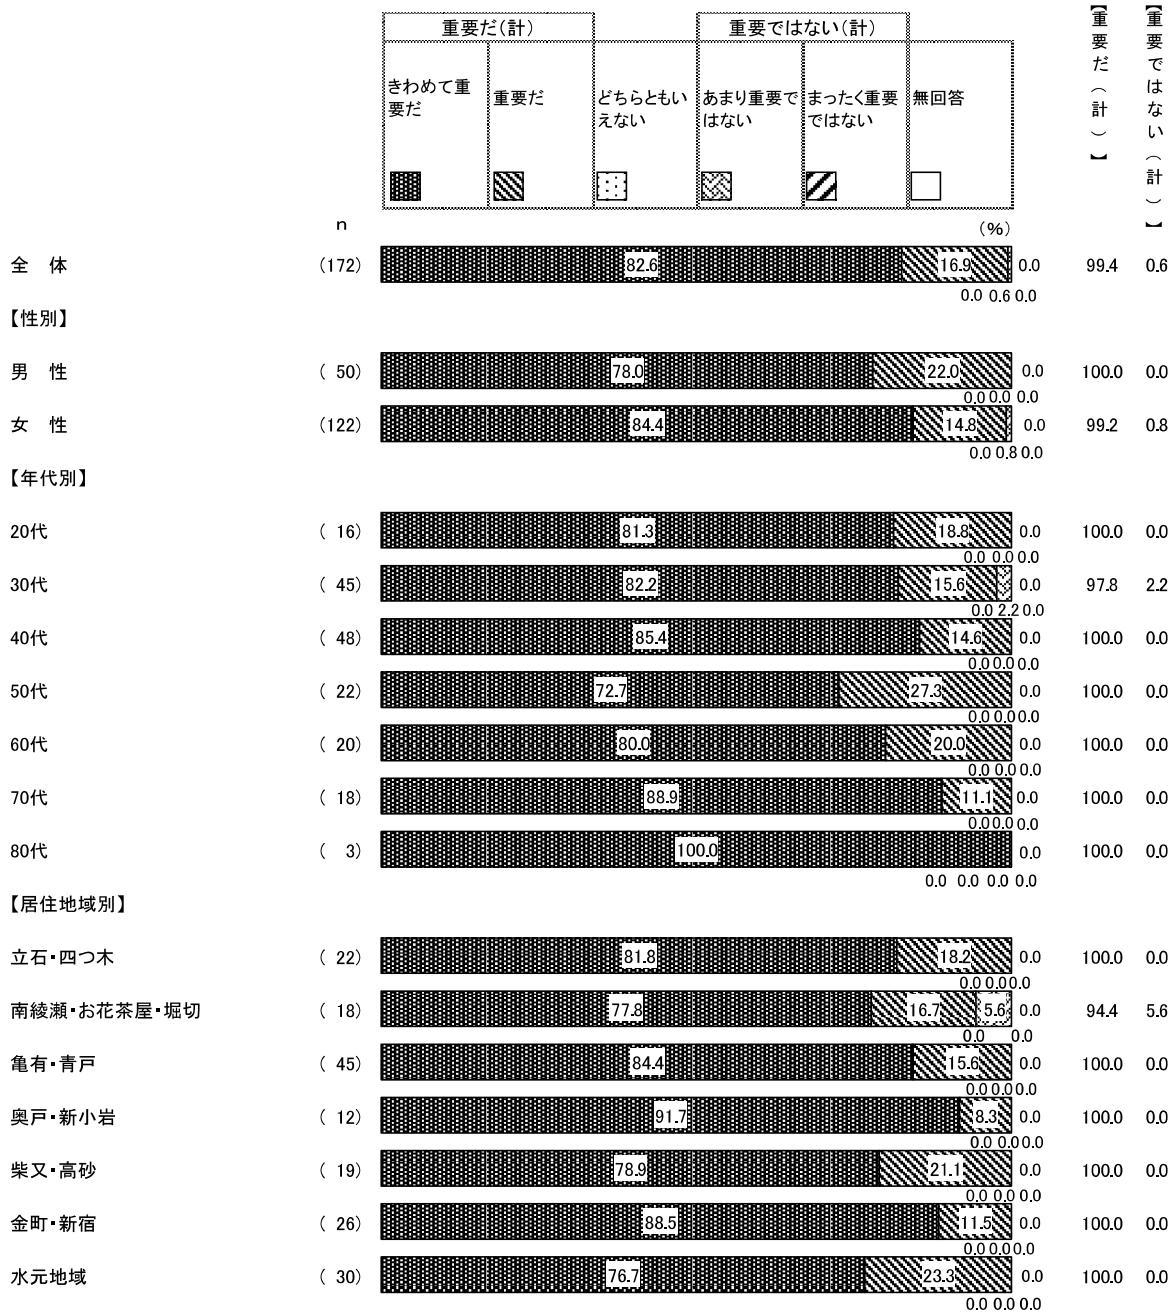 重要だ(計) 重要ではない(計) 【重要だ(計)】 【重要ではない(計)】
きわめて重要だ 重要だ どちらともいえない あまり重要ではない まったく重要ではない 無回答
n (%)
全 体 (172) 82.6 16.9 0.0 99.4 0.6
0.0 0.6 0.0
【性別】
男 性 ( 50) 78.0 22.0 0.0 100.0 0.0
0.0 0.0 0.0
女 性 (122) 84.4 14.8 0.0 99.2 0.8
0.0 0.8 0.0
【年代別】
20代 ( 16) 81.3 18.8 0.0 100.0 0.0
0.0 0.0 0.0
30代 ( 45) 82.2 15.6 0.0 97.8 2.2
0.0 2.2 0.0
40代 ( 48) 85.4 14.6 0.0 100.0 0.0
0.0 0.0 0.0
50代 ( 22) 72.7 27.3 0.0 100.0 0.0
0.0 0.0 0.0
60代 ( 20) 80.0 20.0 0.0 100.0 0.0
0.0 0.0 0.0
70代 ( 18) 88.9 11.1 0.0 100.0 0.0
0.0 0.0 0.0
80代 ( 3) 100.0 0.0 100.0 0.0
0.0 0.0 0.0 0.0
【居住地域別】
立石・四つ木 ( 22) 81.8 18.2 0.0 100.0 0.0
0.0 0.0 0.0
南綾瀬・お花茶屋・堀切 ( 18) 77.8 16.7 5.6 0.0 94.4 5.6
0.0 0.0
亀有・青戸 ( 45) 84.4 15.6 0.0 100.0 0.0
0.0 0.0 0.0
奥戸・新小岩 ( 12) 91.7 8.3 0.0 100.0 0.0
0.0 0.0 0.0
柴又・高砂 ( 19) 78.9 21.1 0.0 100.0 0.0
0.0 0.0 0.0
金町・新宿 ( 26) 88.5 11.5 0.0 100.0 0.0
0.0 0.0 0.0
水元地域 ( 30) 76.7 23.3 0.0 100.0 0.0
0.0 0.0 0.0